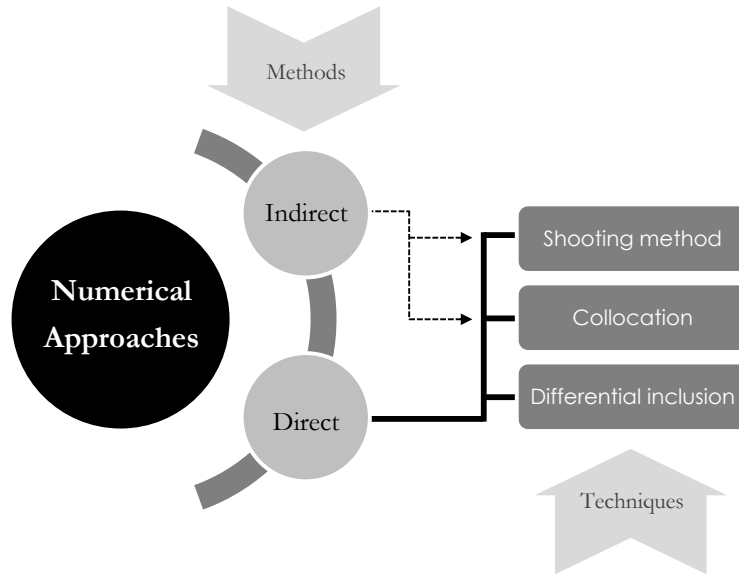 Methods
Indirect
Numerical
Approaches
Direct
Shooting method
Collocation
Differential inclusion
Techniques